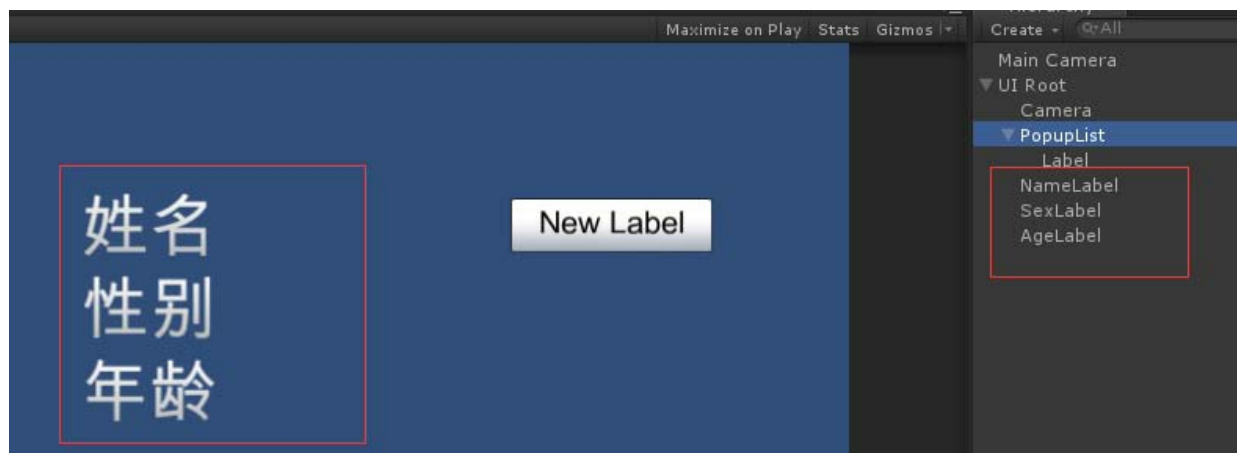 Maximize on Play Stats Gizmos
姓名
性别
年龄
New Label
Create All
Main Camera
UI Root
Camera
PopupList
Label
NameLabel
SexLabel
AgeLabel